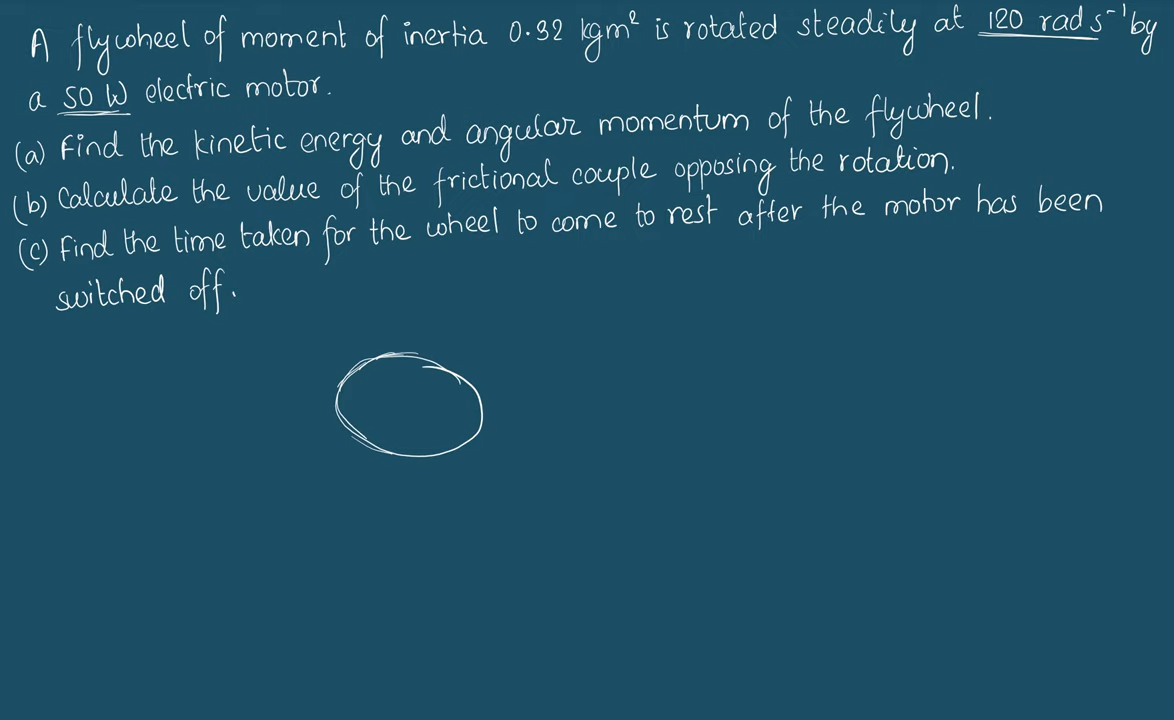 A flywheel of moment of inertia 0.32 kgm² is rotated steadily at 120 rad s⁻¹ by
a 50 W electric motor.
(a) Find the kinetic energy and angular momentum of the flywheel.
(b) Calculate the value of the frictional couple opposing the rotation.
(c) Find the time taken for the wheel to come to rest after the motor has been
switched off.